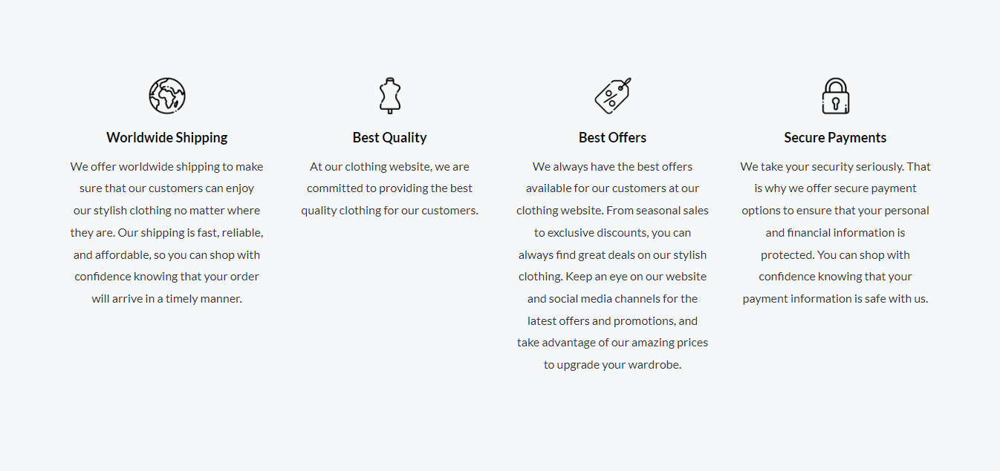 Worldwide Shipping
We offer worldwide shipping to make
sure that our customers can enjoy
our stylish clothing no matter where
they are. Our shipping is fast, reliable,
and affordable, so you can shop with
confidence knowing that your order
will arrive in a timely manner.
Best Quality
At our clothing website, we are
committed to providing the best
quality clothing for our customers.
Best Offers
We always have the best offers
available for our customers at our
clothing website. From seasonal sales
to exclusive discounts, you can
always find great deals on our stylish
clothing. Keep an eye on our website
and social media channels for the
latest offers and promotions, and
take advantage of our amazing prices
to upgrade your wardrobe.
Secure Payments
We take your security seriously. That
is why we offer secure payment
options to ensure that your personal
and financial information is
protected. You can shop with
confidence knowing that your
payment information is safe with us.